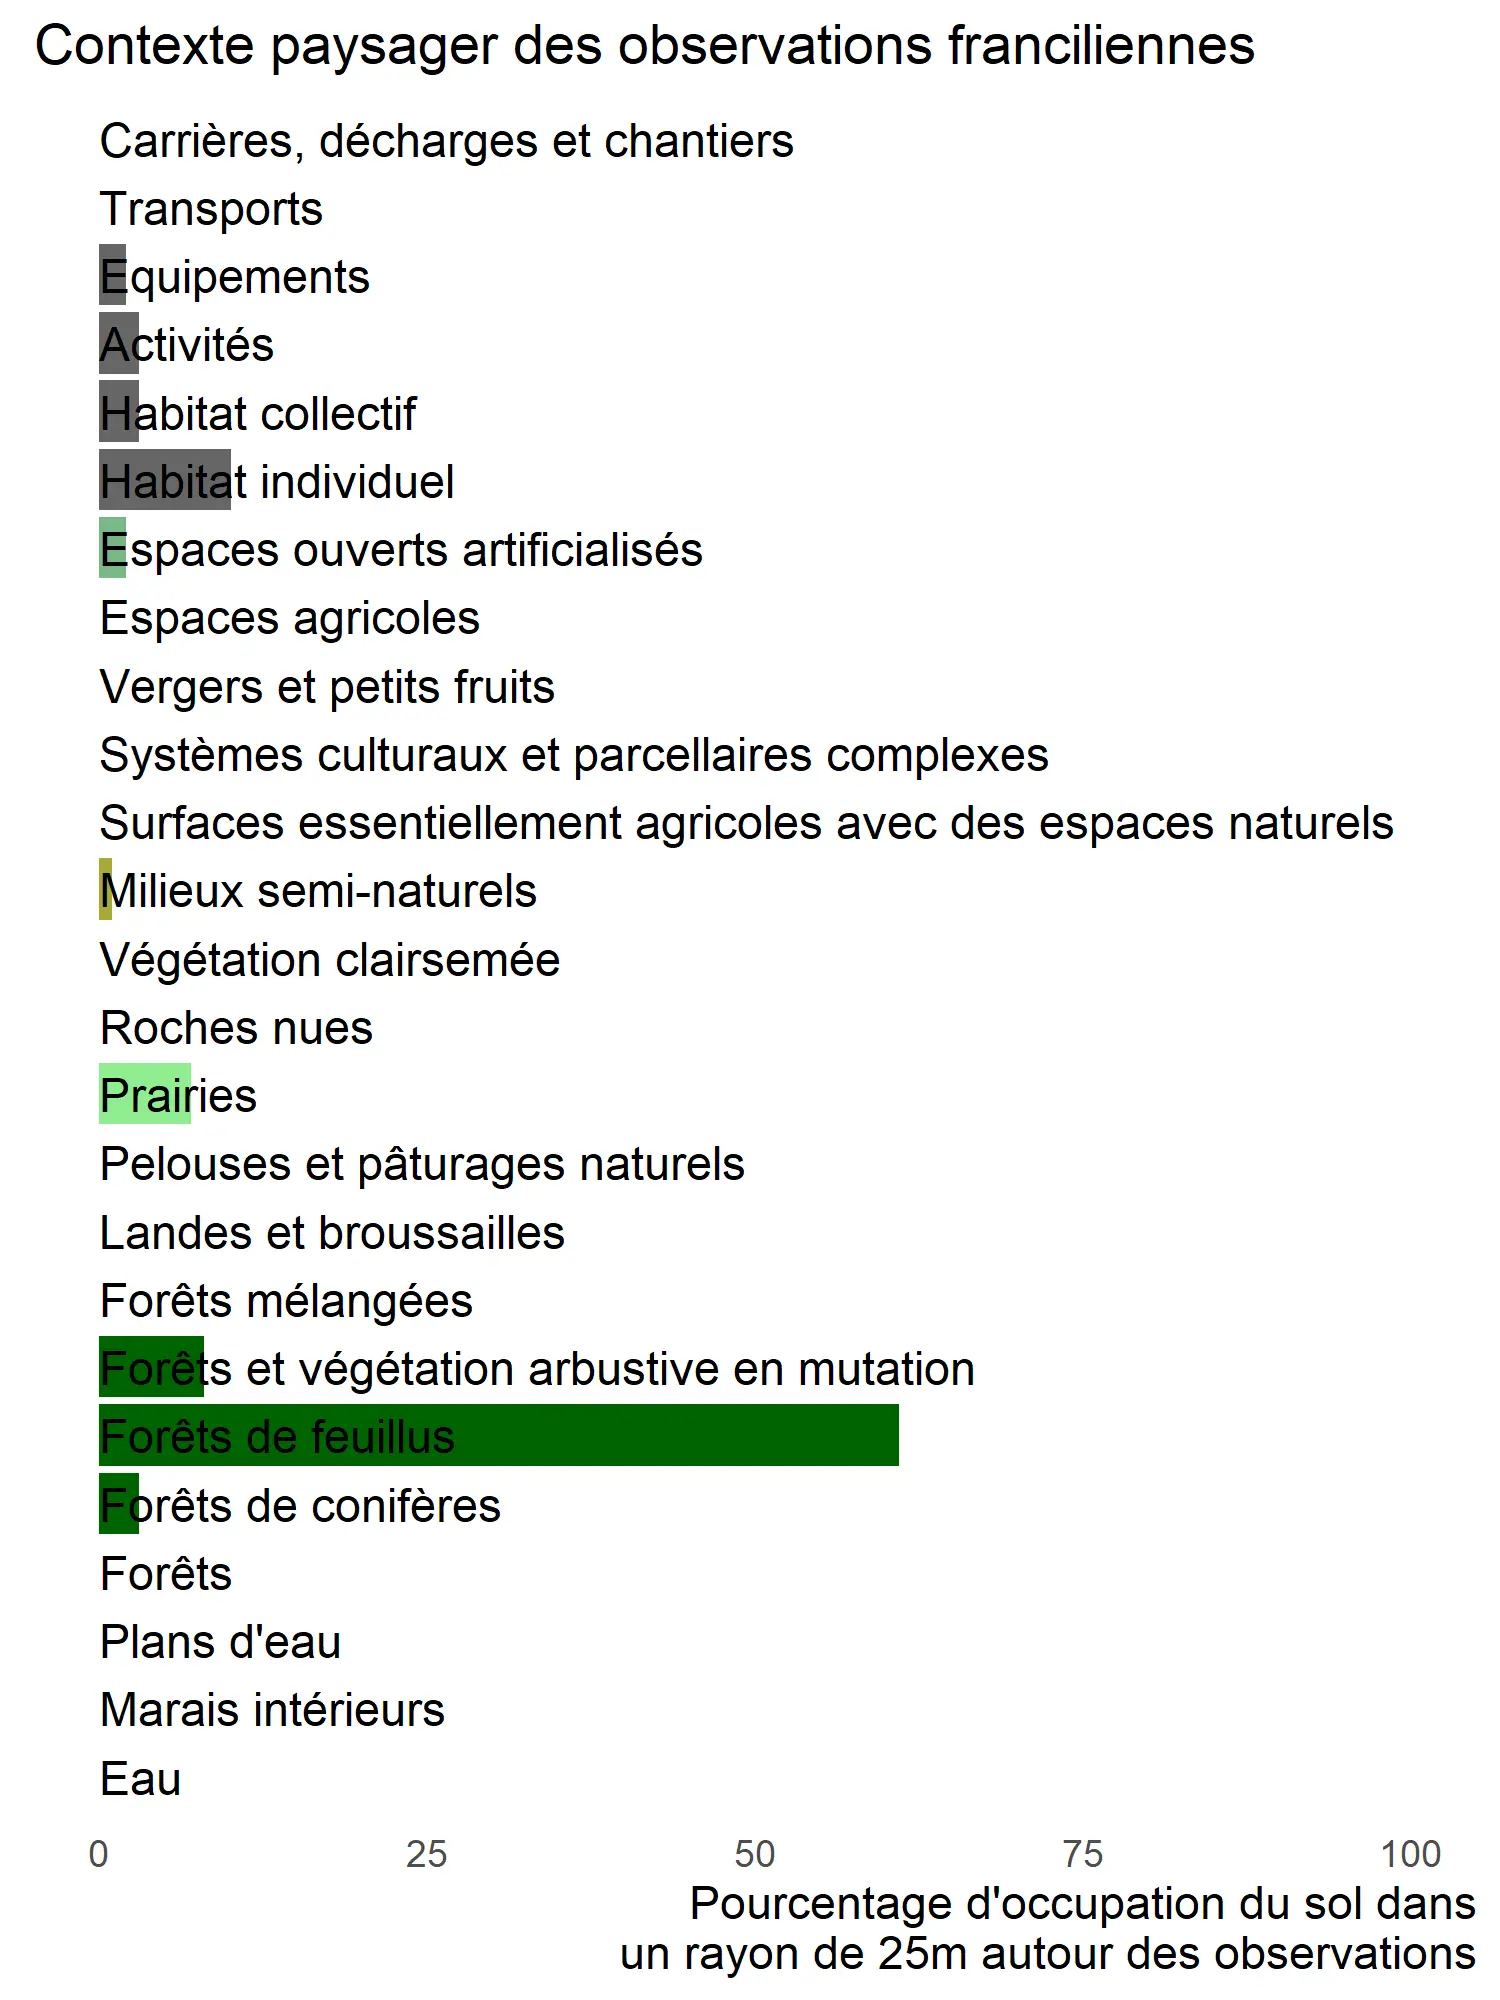 Contexte paysager des observations franciliennes
Carrières, décharges et chantiers
Transports
Equipements
Activités
Habitat collectif
Habitat individuel
Espaces ouverts artificialisés
Espaces agricoles
Vergers et petits fruits
Systèmes culturaux et parcellaires complexes
Surfaces essentiellement agricoles avec des espaces naturels
Milieux semi-naturels
Végétation clairsemée
Roches nues
Prairies
Pelouses et pâturages naturels
Landes et broussailles
Forêts mélangées
Forêts et végétation arbustive en mutation
Forêts de feuillus
Forêts de conifères
Forêts
Plans d'eau
Marais intérieurs
Eau
0 25 50 75 100
Pourcentage d'occupation du sol dans
un rayon de 25m autour des observations